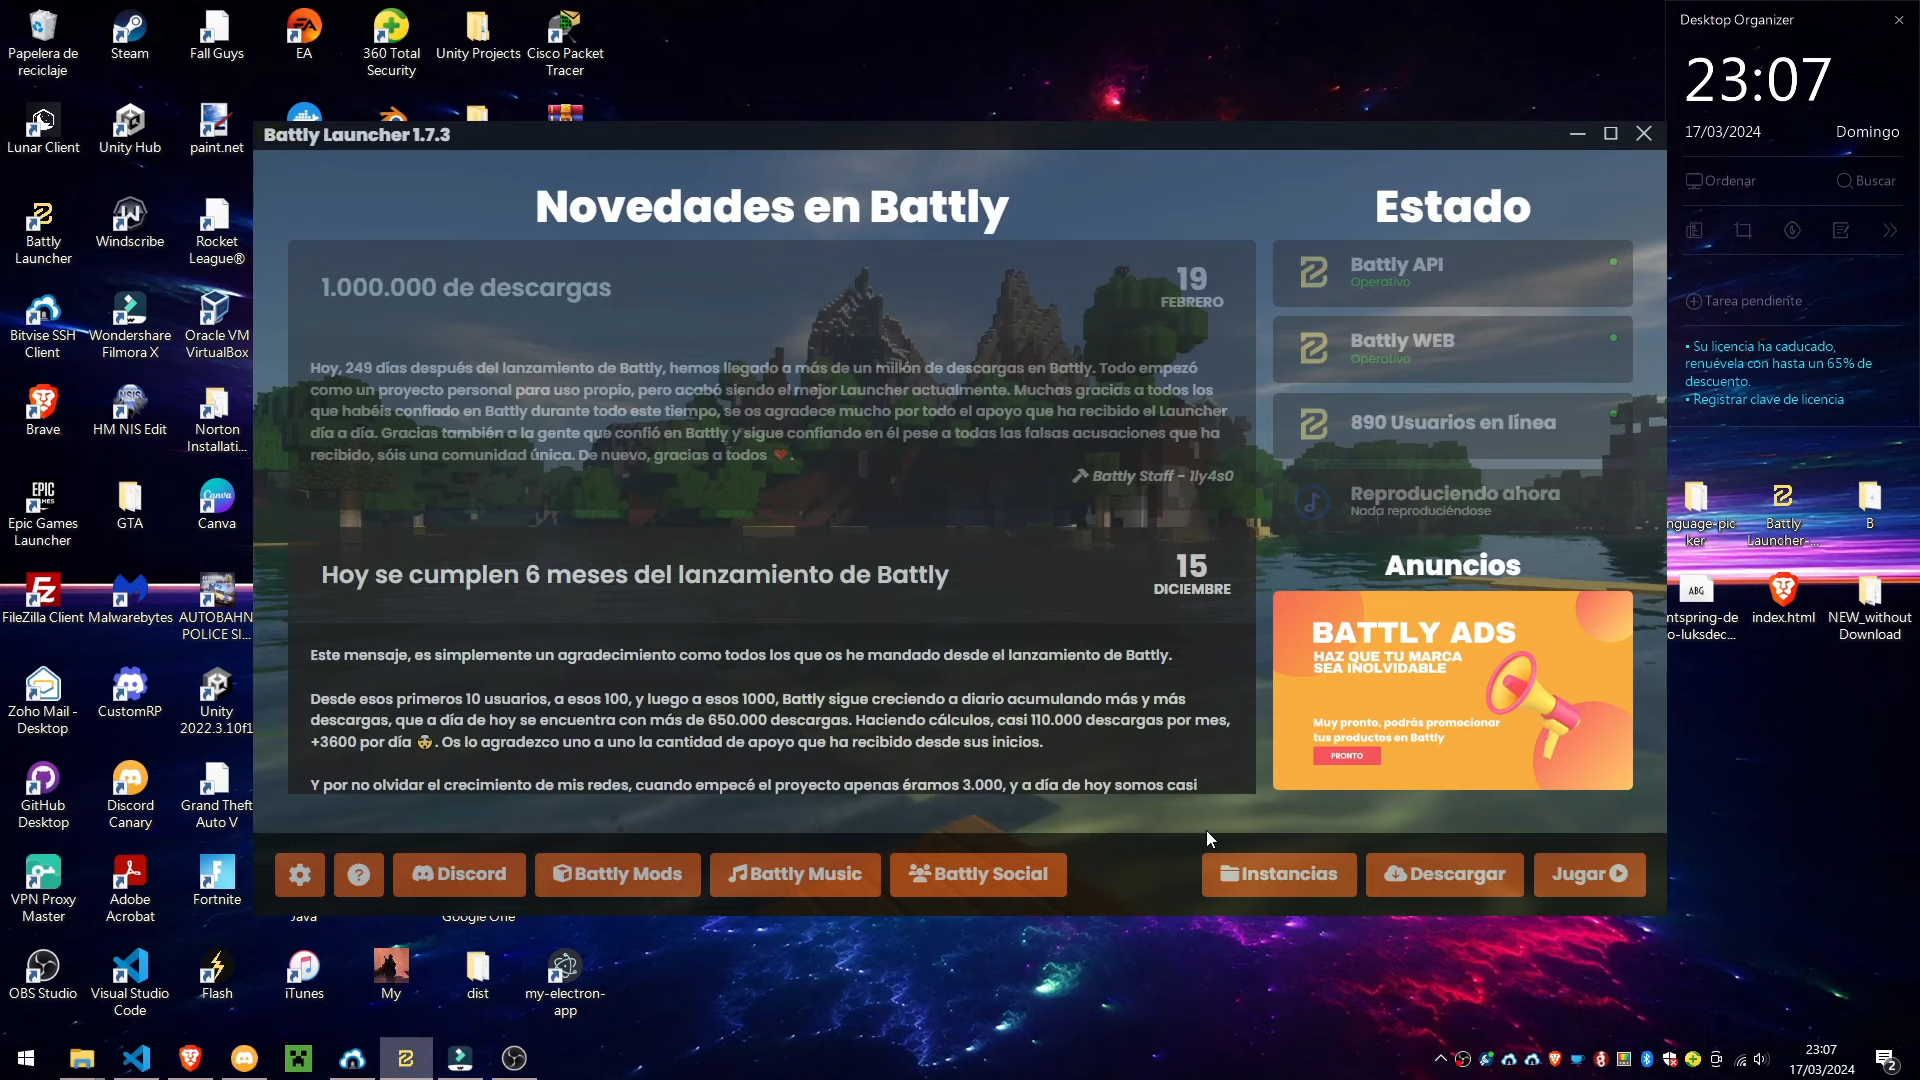 Papelera de
reciclaje
Steam
Fall Guys
EA
360 Total
Security
Unity Projects
Cisco Packet
Tracer
Lunar Client
Unity Hub
paint.net
Battly
Launcher
Windscribe
Rocket
League®
Bitvise SSH
Client
Wondershare
Filmora X
Oracle VM
VirtualBox
Brave
HM NIS Edit
Norton
Installati...
EPIC
GAMES
Epic Games
Launcher
GTA
Canva
Canva
FileZilla Client
Malwarebytes
AUTOBAHN
POLICE SI...
Zoho Mail -
Desktop
CustomRP
Unity
2022.3.10f1
GitHub
Desktop
Discord
Canary
Grand Theft
Auto V
VPN Proxy
Master
Adobe
Acrobat
Fortnite
Java
Google One
OBS Studio
Visual Studio
Code
Flash
iTunes
My
dist
my-electron-
app
Battly Launcher 1.7.3
Novedades en Battly
1.000.000 de descargas
19
FEBRERO
Hoy, 249 días después del lanzamiento de Battly, hemos llegado a más de un millón de descargas en Battly. Todo empezó
como un proyecto personal para uso propio, pero acabó siendo el mejor Launcher actualmente. Muchas gracias a todos los
que habéis confiado en Battly durante todo este tiempo, se os agradece mucho por todo el apoyo que ha recibido el Launcher
día a día. Gracias también a la gente que confió en Battly y sigue confiando en él pese a todas las falsas acusaciones que ha
recibido, sóis una comunidad única. De nuevo, gracias a todos ❤️.
Battly Staff - 1ly4s0
Hoy se cumplen 6 meses del lanzamiento de Battly
15
DICIEMBRE
Este mensaje, es simplemente un agradecimiento como todos los que os he mandado desde el lanzamiento de Battly.
Desde esos primeros 10 usuarios, a esos 100, y luego a esos 1000, Battly sigue creciendo a diario acumulando más y más
descargas, que a día de hoy se encuentra con más de 650.000 descargas. Haciendo cálculos, casi 110.000 descargas por mes,
+3600 por día 🤯. Os lo agradezco uno a uno la cantidad de apoyo que ha recibido desde sus inicios.
Y por no olvidar el crecimiento de mis redes, cuando empecé el proyecto apenas éramos 3.000, y a día de hoy somos casi
Estado
Battly API
Operativo
Battly WEB
Operativo
890 Usuarios en línea
Reproduciendo ahora
Nada reproduciéndose
Anuncios
BATTLY ADS
HAZ QUE TU MARCA
SEA INOLVIDABLE
Muy pronto, podrás promocionar
tus productos en Battly
PRONTO
Discord
Battly Mods
Battly Music
Battly Social
Instancias
Descargar
Jugar
Desktop Organizer
23:07
17/03/2024
Domingo
Ordenar
Buscar
Tarea pendiente
• Su licencia ha caducado,
renuévela con hasta un 65% de
descuento.
• Registrar clave de licencia
nguage-pic
ker
Battly
Launcher-...
B
ABG
ntspring-de
o-luksdec...
index.html
NEW_without
Download
23:07
17/03/2024
2